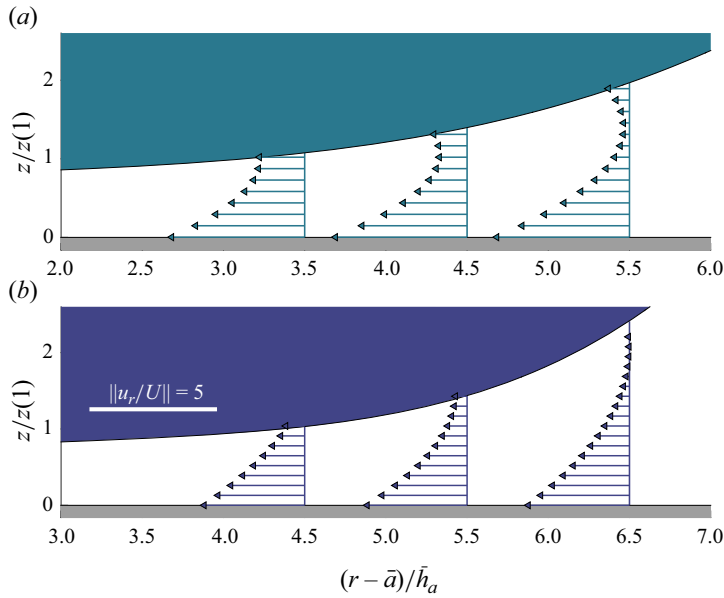 (a)
2
1
0
z/z(1)
2.0 2.5 3.0 3.5 4.0 4.5 5.0 5.5 6.0
(b)
2
1
0
z/z(1)
||u_r/U|| = 5
3.0 3.5 4.0 4.5 5.0 5.5 6.0 6.5 7.0
(r − ā)/h̄_a